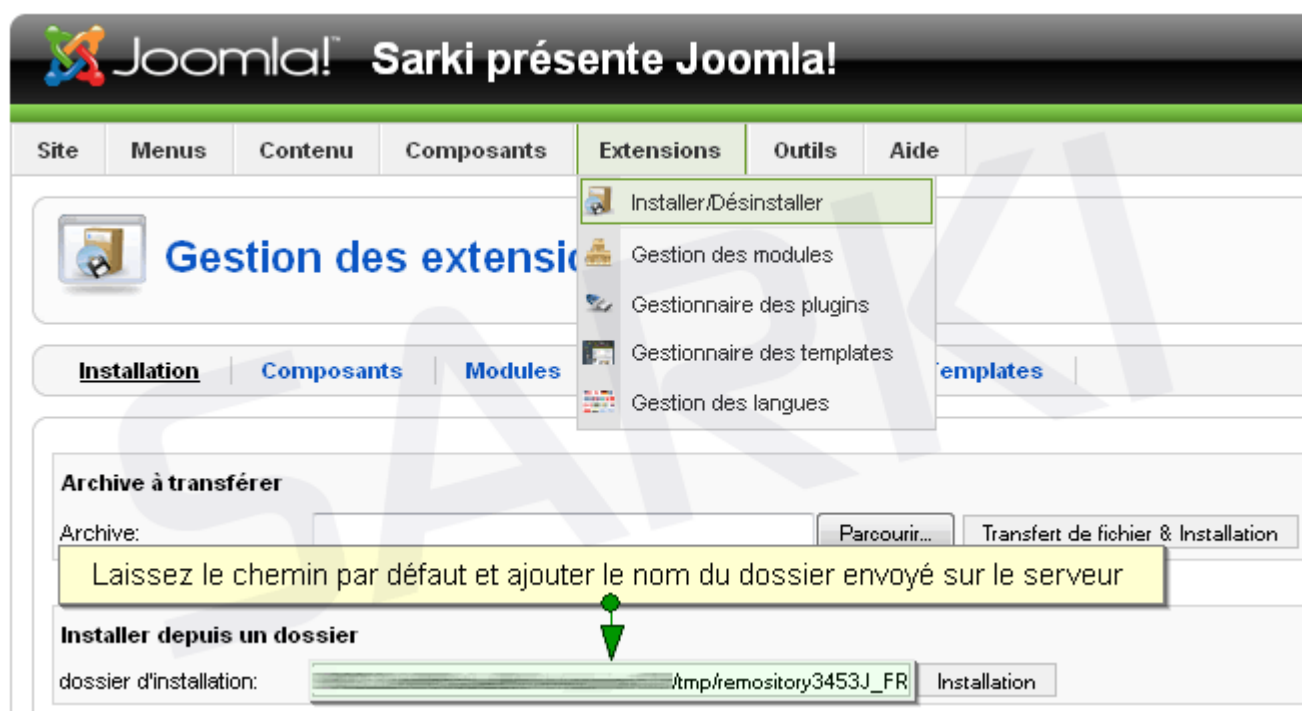 Joomla!™ Sarki présente Joomla!
Site Menus Contenu Composants Extensions Outils Aide
Installer/Désinstaller
Gestion des modules
Gestionnaire des plugins
Gestionnaire des templates
Gestion des langues
Gestion des
Installation Composants Modules
Archive à transférer
Archive: Parcourir... Transfert de fichier & Installation
Laissez le chemin par défaut et ajouter le nom du dossier envoyé sur le serveur
Installer depuis un dossier
dossier d'installation: /tmp/remository3453J_FR Installation
SARKI